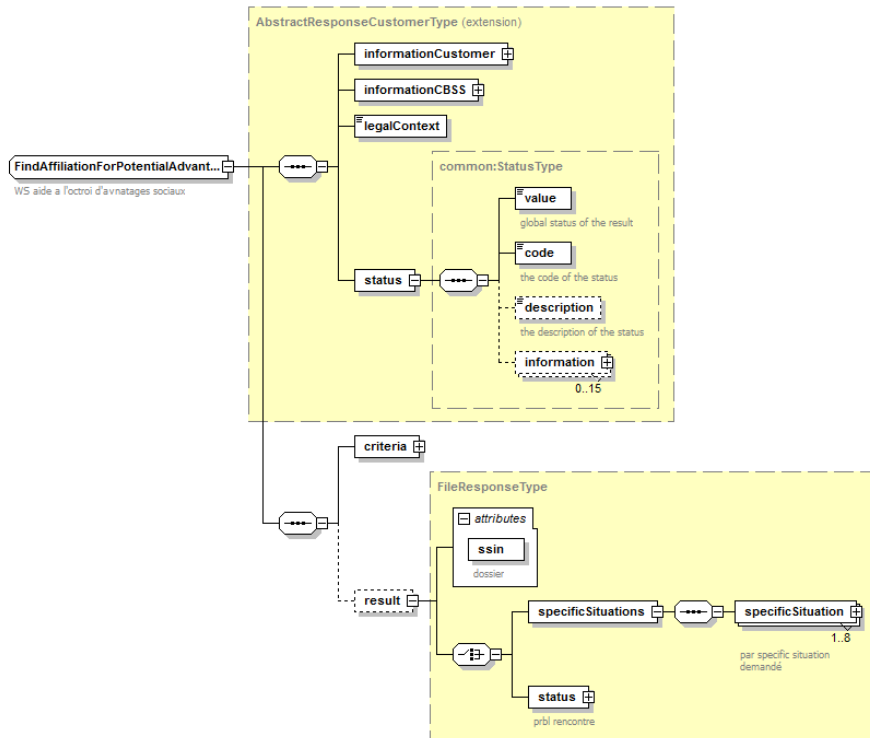 AbstractResponseCustomerType (extension)
informationCustomer
informationCBSS
legalContext
FindAffiliationForPotentialAdvant...
WS aide a l'octroi d'avnatages sociaux
common:StatusType
value
global status of the result
status
code
the code of the status
description
the description of the status
information
0..15
criteria
FileResponseType
attributes
ssin
dossier
result
specificSituations
specificSituation
1..8
par specific situation
demandé
status
prbl rencontre